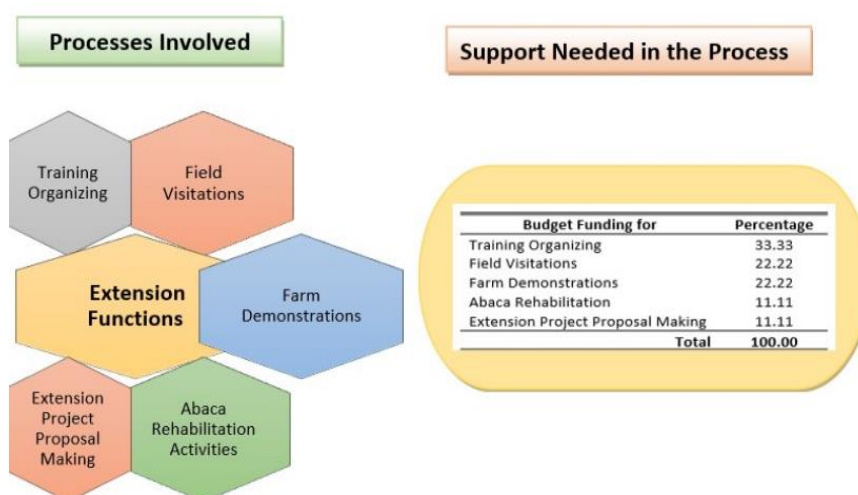 Processes Involved
Support Needed in the Process
Training
Organizing
Field
Visitations
Extension
Functions
Farm
Demonstrations
Extension
Project
Proposal
Making
Abaca
Rehabilitation
Activities
Budget Funding for Percentage
Training Organizing 33.33
Field Visitations 22.22
Farm Demonstrations 22.22
Abaca Rehabilitation 11.11
Extension Project Proposal Making 11.11
Total 100.00